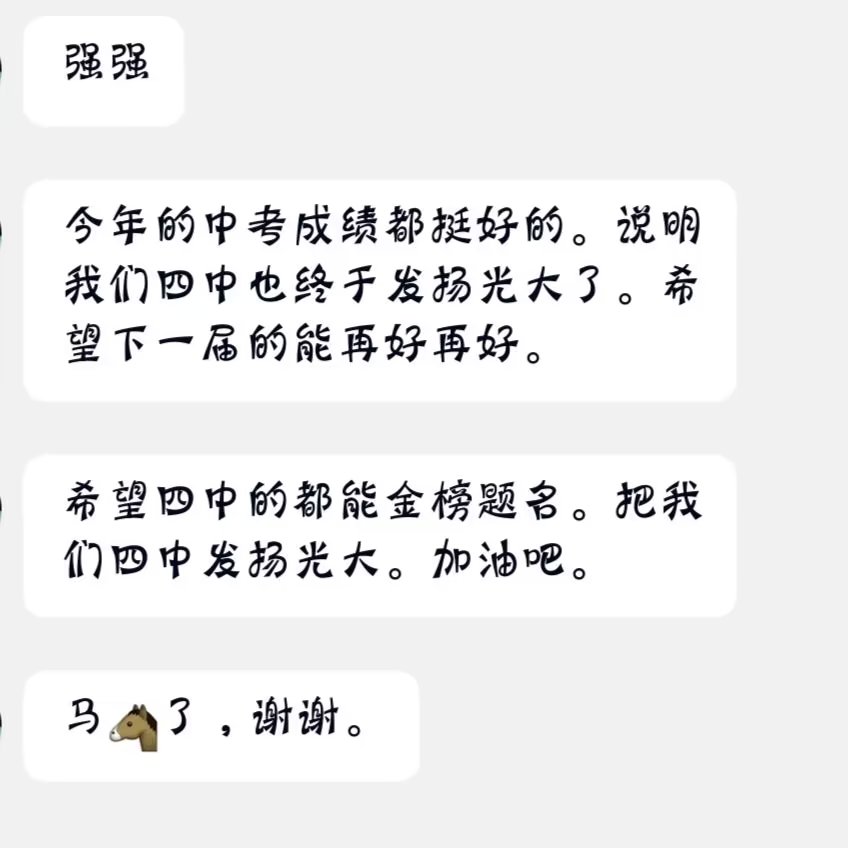 强强
今年的中考成绩都挺好的。说明
我们四中也终于发扬光大了。希
望下一届的能再好再好。
希望四中的都能金榜题名。把我
们四中发扬光大。加油吧。
马🐴了，谢谢。